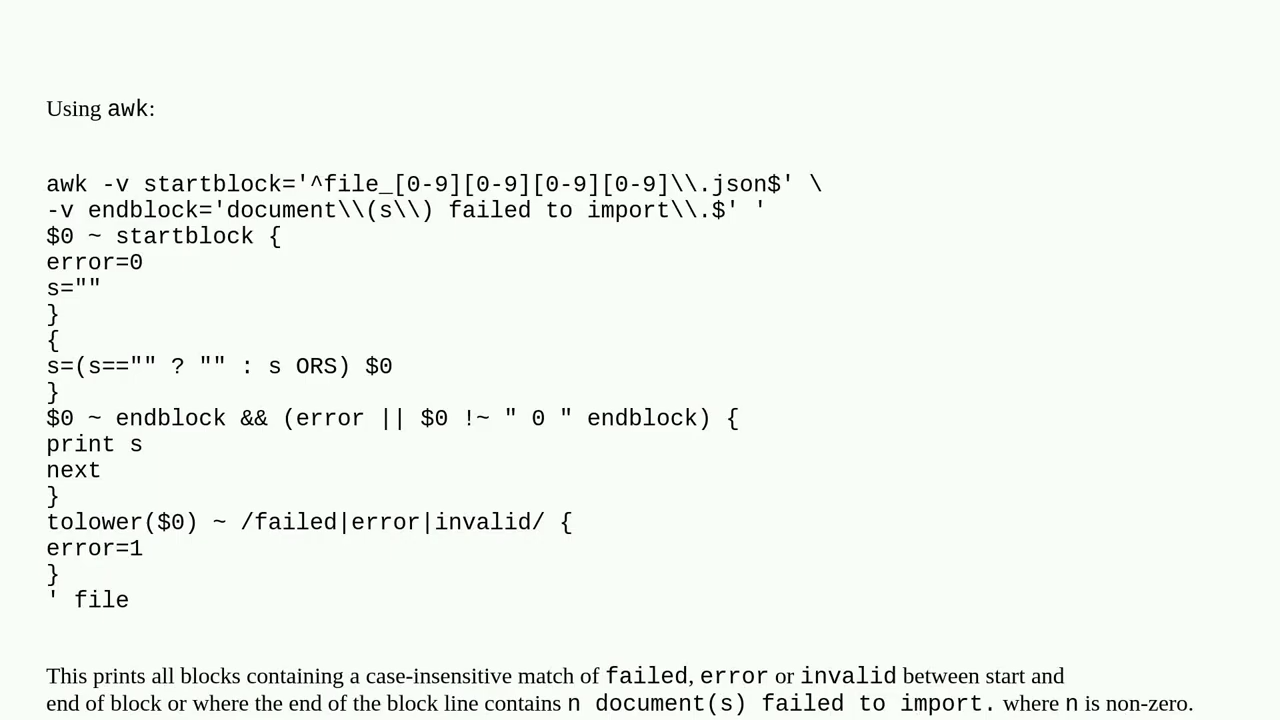 Using awk:
awk -v startblock='^file_[0-9][0-9][0-9][0-9]\\.json$' \
-v endblock='document\\(s\\) failed to import\\.$' '
$0 ~ startblock {
error=0
s=""
}
{
s=(s=="" ? "" : s ORS) $0
}
$0 ~ endblock && (error || $0 !~ " 0 " endblock) {
print s
next
}
tolower($0) ~ /failed|error|invalid/ {
error=1
}
' file
This prints all blocks containing a case-insensitive match of failed, error or invalid between start and
end of block or where the end of the block line contains n document(s) failed to import. where n is non-zero.